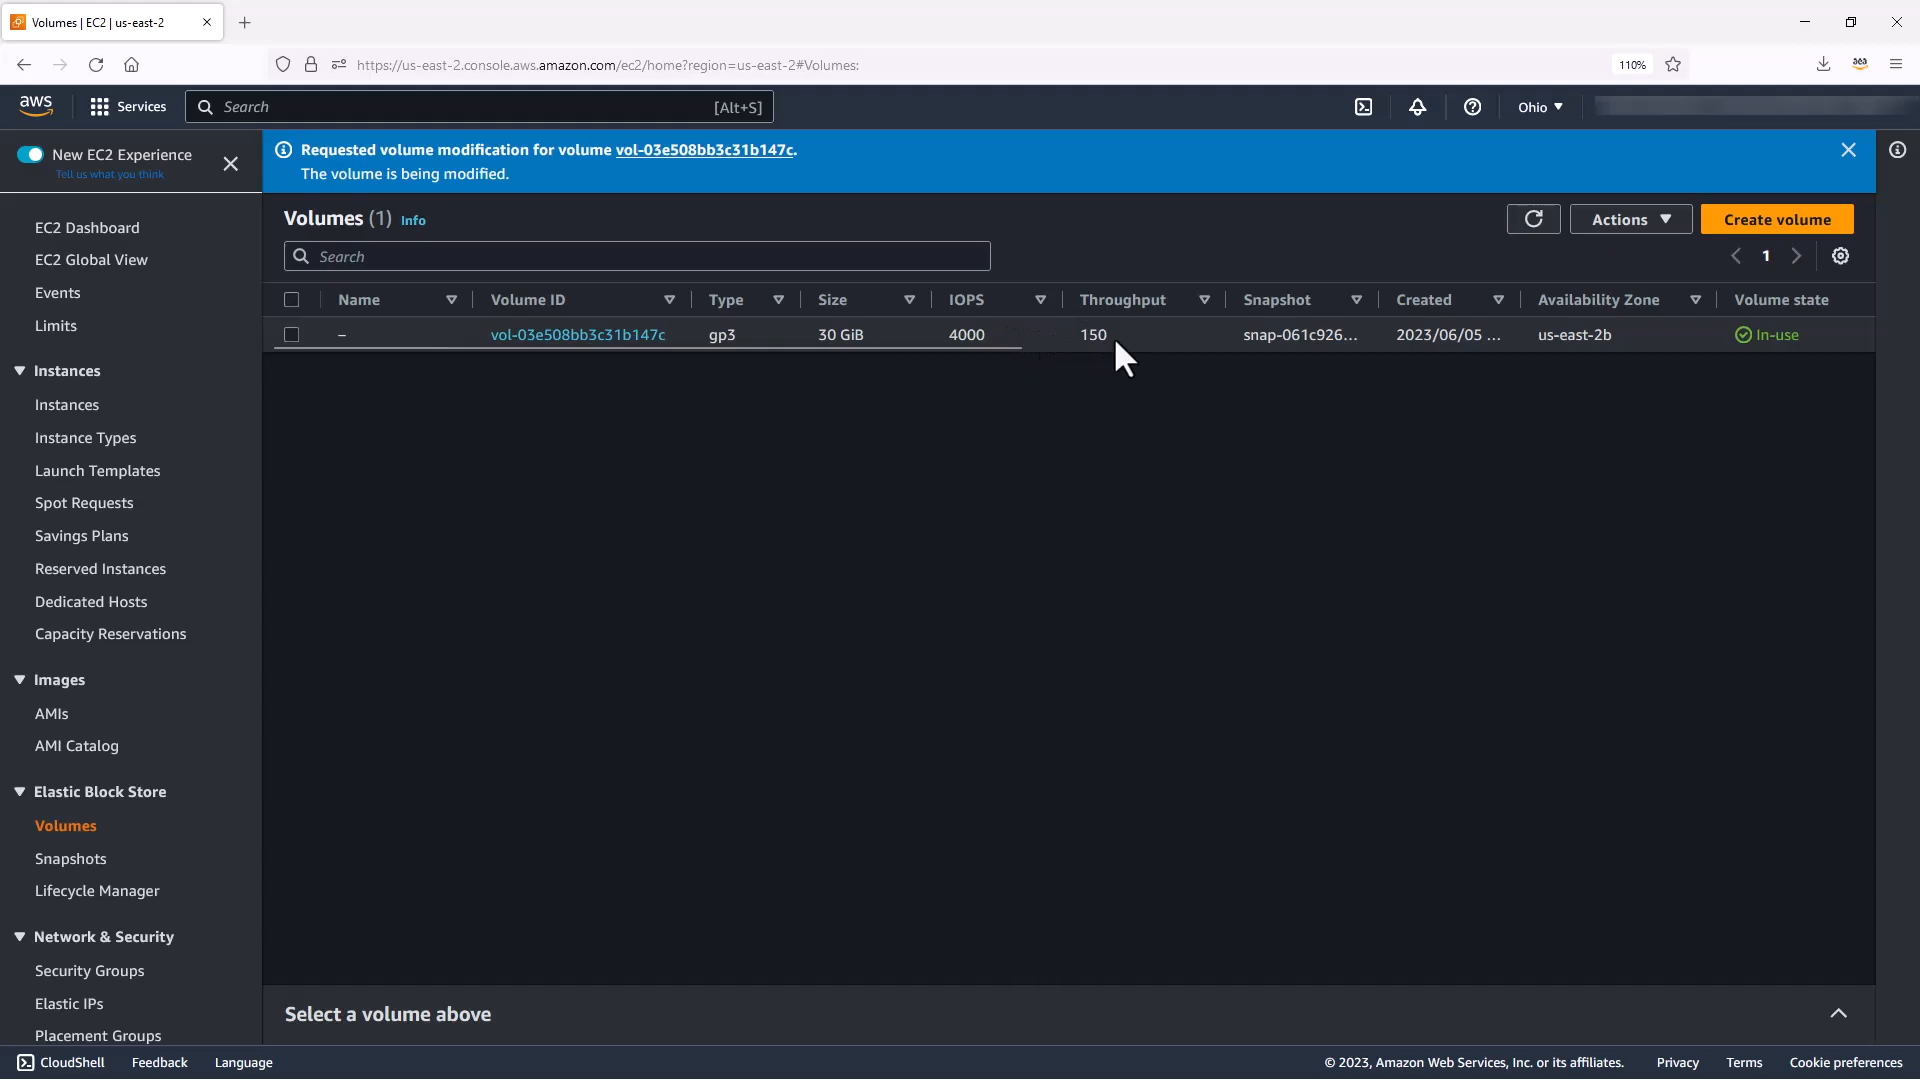 Volumes | EC2 | us-east-2
https://us-east-2.console.aws.amazon.com/ec2/home?region=us-east-2#Volumes:
110%
aws
Services
Search
[Alt+S]
Ohio
New EC2 Experience
Tell us what you think
EC2 Dashboard
EC2 Global View
Events
Limits
Instances
Instances
Instance Types
Launch Templates
Spot Requests
Savings Plans
Reserved Instances
Dedicated Hosts
Capacity Reservations
Images
AMIs
AMI Catalog
Elastic Block Store
Volumes
Snapshots
Lifecycle Manager
Network & Security
Security Groups
Elastic IPs
Placement Groups
Requested volume modification for volume vol-03e508bb3c31b147c.
The volume is being modified.
Volumes (1) Info
Actions
Create volume
Search
1
Name Volume ID Type Size IOPS Throughput Snapshot Created Availability Zone Volume state
– vol-03e508bb3c31b147c gp3 30 GiB 4000 150 snap-061c926... 2023/06/05 ... us-east-2b In-use
Select a volume above
CloudShell Feedback Language © 2023, Amazon Web Services, Inc. or its affiliates. Privacy Terms Cookie preferences